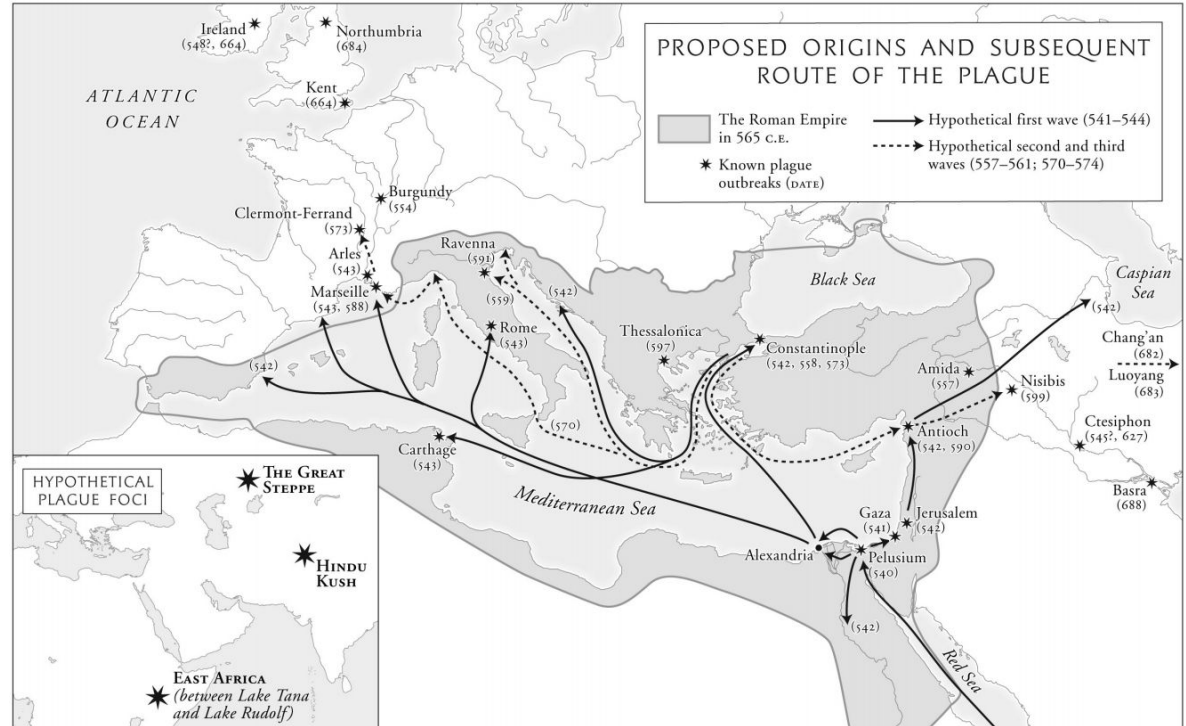 Ireland
(548?, 664)
Northumbria
(684)
Kent
(664)
ATLANTIC
OCEAN
PROPOSED ORIGINS AND SUBSEQUENT
ROUTE OF THE PLAGUE
The Roman Empire
in 565 C.E.
Known plague
outbreaks (DATE)
Hypothetical first wave (541–544)
Hypothetical second and third
waves (557–561; 570–574)
Burgundy
(554)
Clermont-Ferrand
(573)
Arles
(543)
Marseille
(543, 588)
Ravenna
(591)
(559)
(542)
Rome
(543)
Thessalonica
(597)
Black Sea
Caspian
Sea
(542)
Constantinople
(542, 558, 573)
Amida
(557)
Nisibis
(599)
Chang'an
(682)
Luoyang
(683)
Ctesiphon
(545?, 627)
Basra
(688)
Antioch
(542, 590)
(542)
(570)
Carthage
(543)
Mediterranean Sea
Gaza
(541)
Jerusalem
(542)
Alexandria
Pelusium
(540)
(542)
Red Sea
HYPOTHETICAL
PLAGUE FOCI
THE GREAT
STEPPE
HINDU
KUSH
EAST AFRICA
(between Lake Tana
and Lake Rudolf)